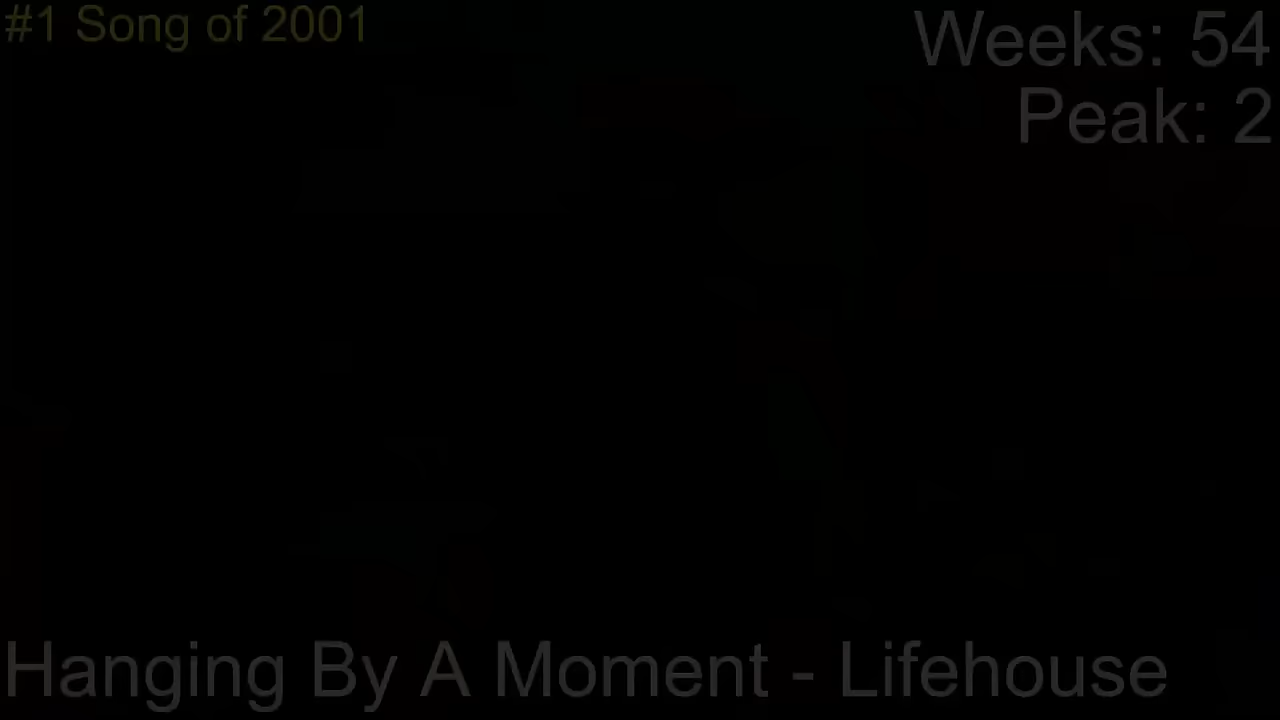 #1 Song of 2001
Weeks: 54
Peak: 2
Hanging By A Moment - Lifehouse